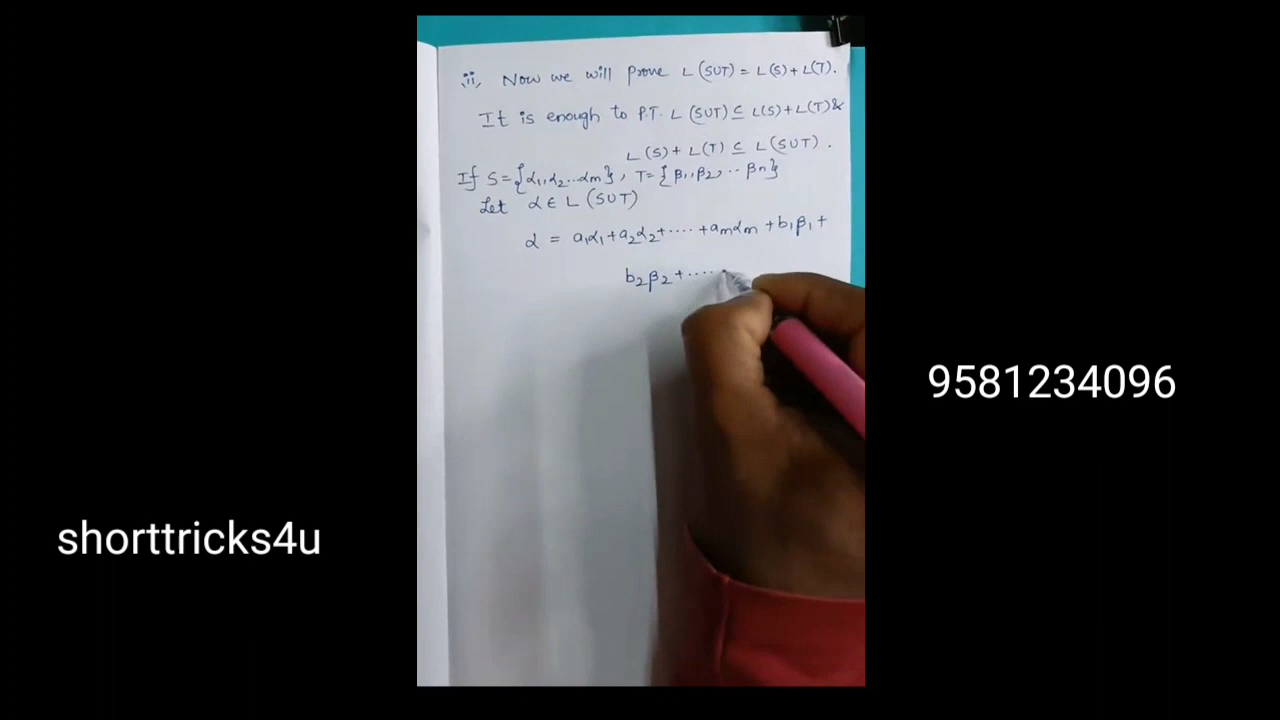 ii, Now we will prove L(SUT) = L(S) + L(T).
It is enough to P.T. L(SUT) ⊆ L(S) + L(T) &
L(S) + L(T) ⊆ L(SUT).
If S = {α1, α2 ... αm}, T = {β1, β2, .. βn}
Let α ∈ L(SUT)
α = a1α1 + a2α2 + .... + amαm + b1β1 +
b2β2 + ....
9581234096
shorttricks4u